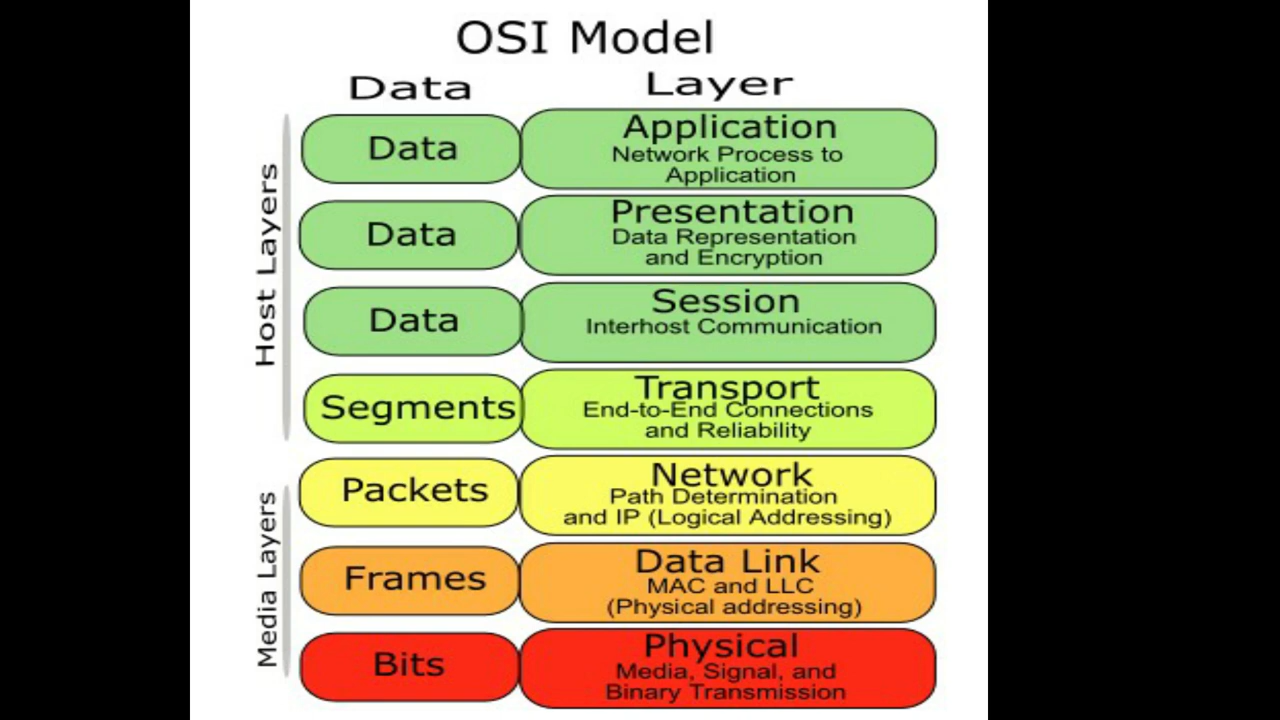 OSI Model
Data
Layer
Host Layers
Data
Application
Network Process to
Application
Data
Presentation
Data Representation
and Encryption
Data
Session
Interhost Communication
Segments
Transport
End-to-End Connections
and Reliability
Media Layers
Packets
Network
Path Determination
and IP (Logical Addressing)
Frames
Data Link
MAC and LLC
(Physical addressing)
Bits
Physical
Media, Signal, and
Binary Transmission